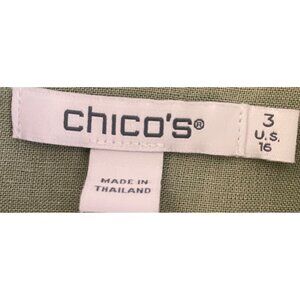 chico's®
3
U.S.
16
MADE IN
THAILAND